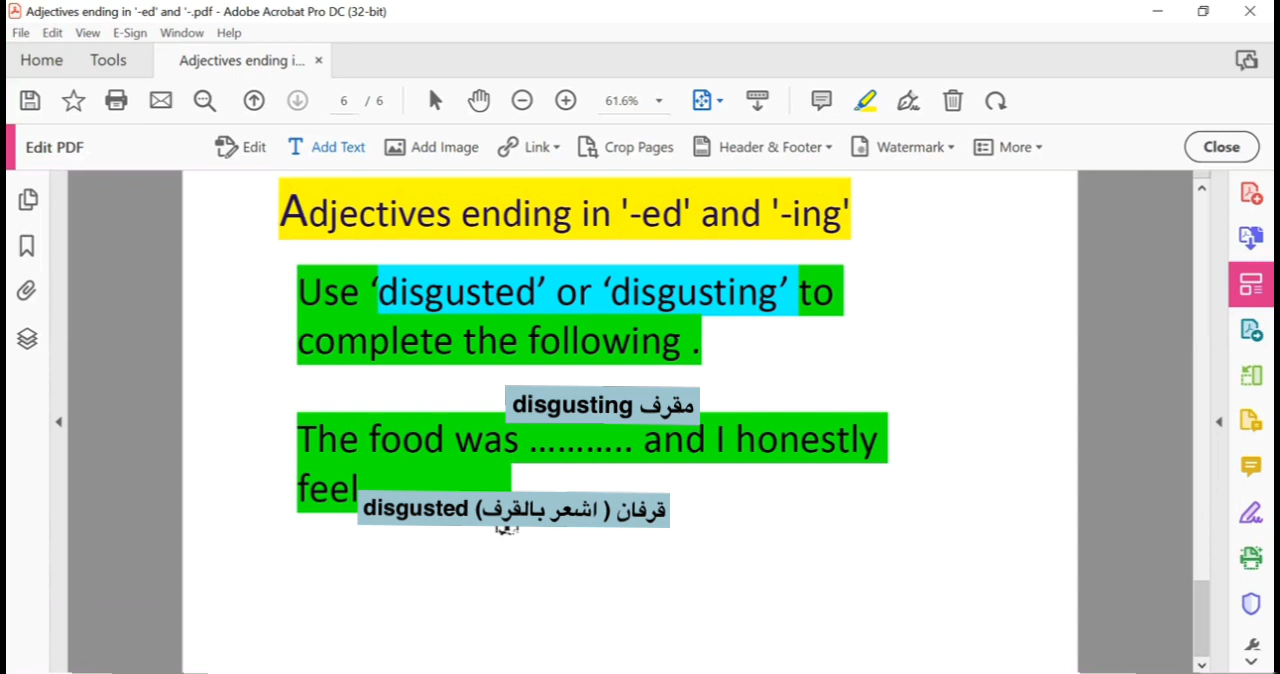 Adjectives ending in '-ed' and '-.pdf - Adobe Acrobat Pro DC (32-bit)
File Edit View E-Sign Window Help
Home Tools Adjectives ending i... ×
6 / 6 61.6%
Edit PDF Edit Add Text Add Image Link Crop Pages Header & Footer Watermark More Close
Adjectives ending in '-ed' and '-ing'
Use ‘disgusted’ or ‘disgusting’ to
complete the following .
disgusting مقرف
The food was ……….. and I honestly
feel
disgusted قرفان ( اشعر بالقرف)